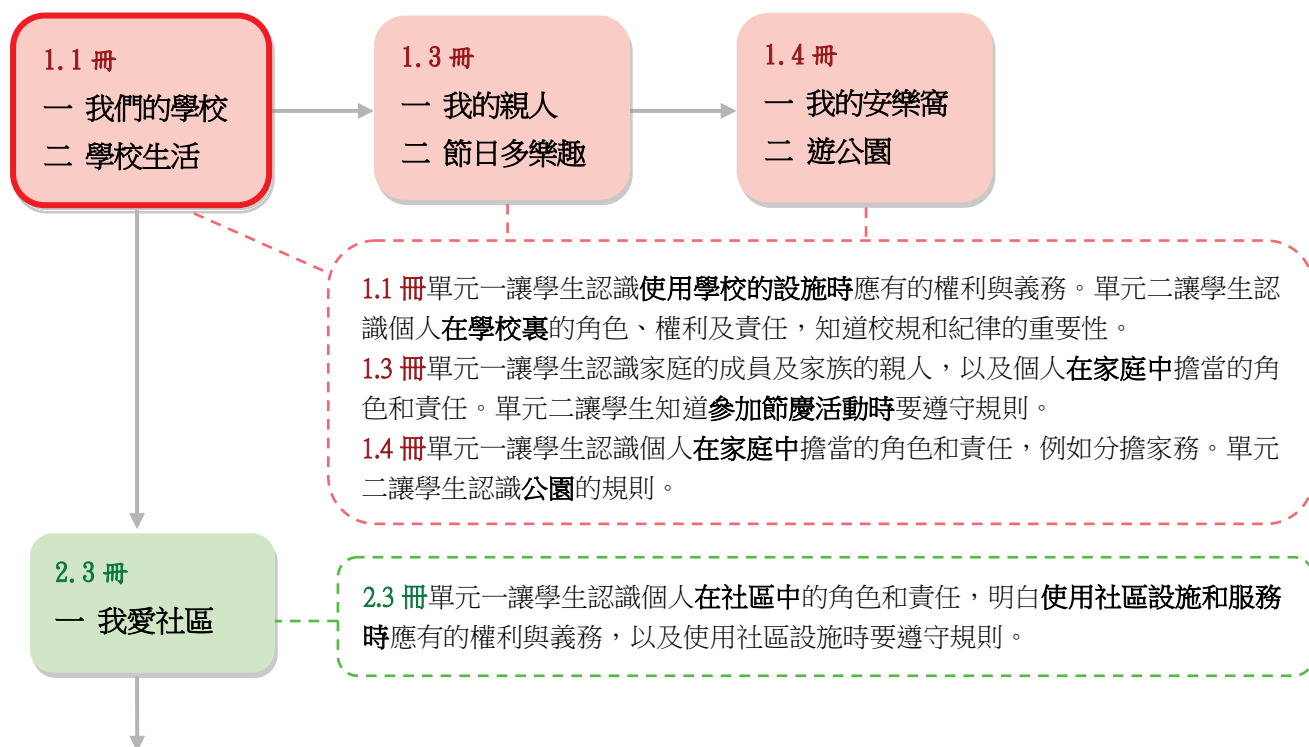 1.1 冊
一 我們的學校
二 學校生活
1.3 冊
一 我的親人
二 節日多樂趣
1.4 冊
一 我的安樂窩
二 遊公園
1.1 冊單元一讓學生認識使用學校的設施時應有的權利與義務。單元二讓學生認
識個人在學校裏的角色、權利及責任，知道校規和紀律的重要性。
1.3 冊單元一讓學生認識家庭的成員及家族的親人，以及個人在家庭中擔當的角
色和責任。單元二讓學生知道參加節慶活動時要遵守規則。
1.4 冊單元一讓學生認識個人在家庭中擔當的角色和責任，例如分擔家務。單元
二讓學生認識公園的規則。
2.3 冊
一 我愛社區
2.3 冊單元一讓學生認識個人在社區中的角色和責任，明白使用社區設施和服務
時應有的權利與義務，以及使用社區設施時要遵守規則。